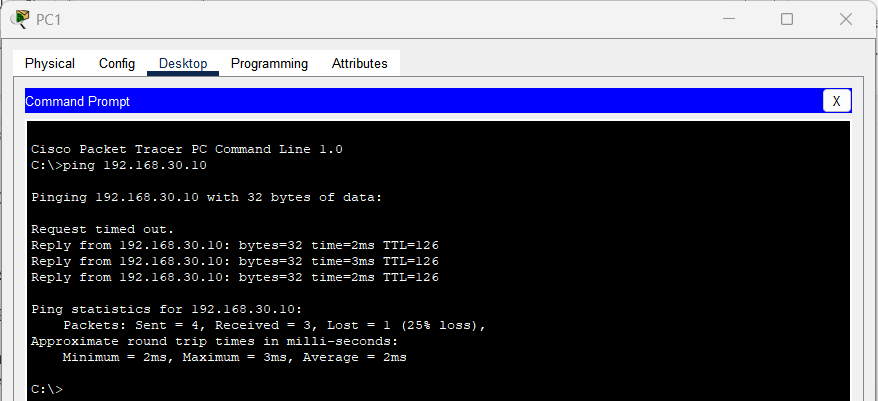 PC1
Physical Config Desktop Programming Attributes
Command Prompt X
Cisco Packet Tracer PC Command Line 1.0
C:\>ping 192.168.30.10
Pinging 192.168.30.10 with 32 bytes of data:
Request timed out.
Reply from 192.168.30.10: bytes=32 time=2ms TTL=126
Reply from 192.168.30.10: bytes=32 time=3ms TTL=126
Reply from 192.168.30.10: bytes=32 time=2ms TTL=126
Ping statistics for 192.168.30.10:
    Packets: Sent = 4, Received = 3, Lost = 1 (25% loss),
Approximate round trip times in milli-seconds:
    Minimum = 2ms, Maximum = 3ms, Average = 2ms
C:\>